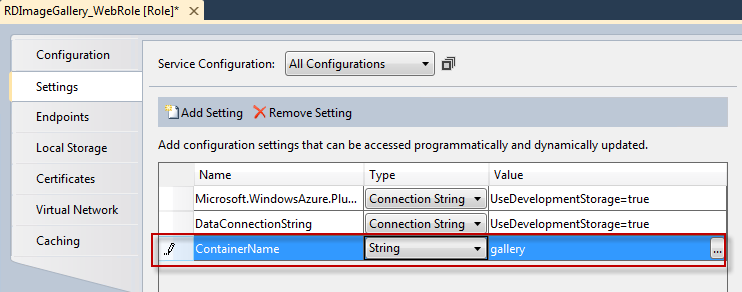 RDImageGallery_WebRole [Role]*
Configuration
Settings
Endpoints
Local Storage
Certificates
Virtual Network
Caching
Service Configuration: All Configurations
Add Setting Remove Setting
Add configuration settings that can be accessed programmatically and dynamically updated.
Name Type Value
Microsoft.WindowsAzure.Plu... Connection String UseDevelopmentStorage=true
DataConnectionString Connection String UseDevelopmentStorage=true
ContainerName String gallery ...